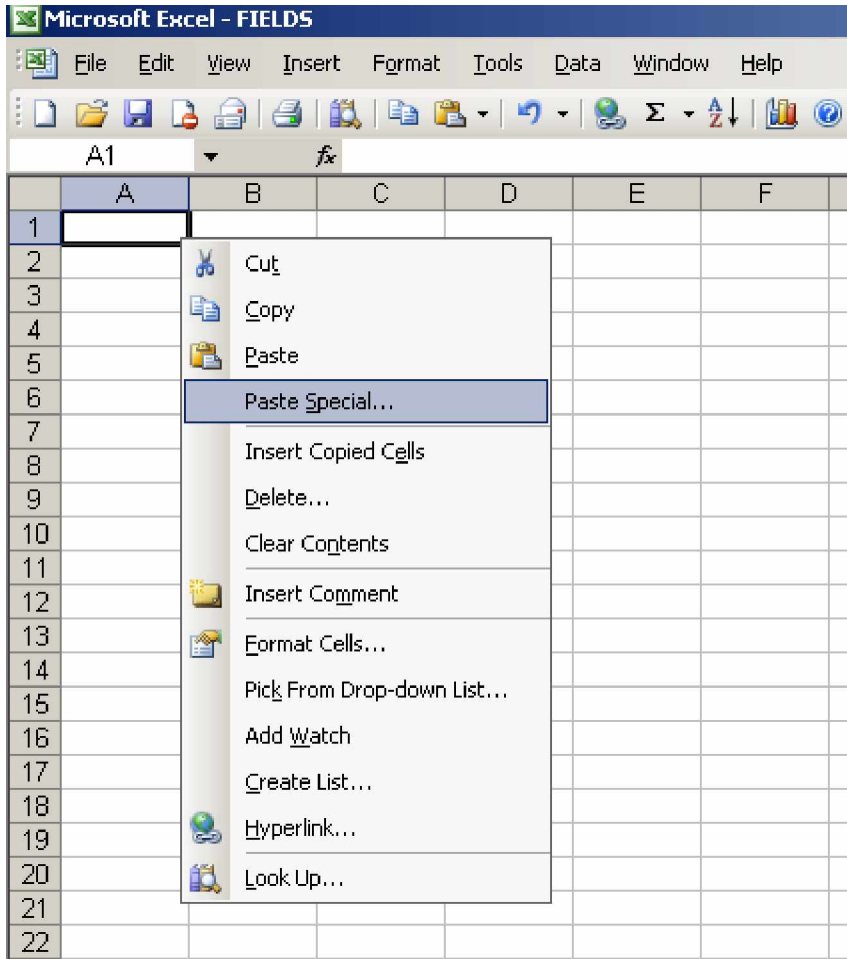 Microsoft Excel - FIELDS
File Edit View Insert Format Tools Data Window Help
Σ A Z
A1 fx
A B C D E F
1
2 Cut
3 Copy
4
5 Paste
6 Paste Special...
7
8 Insert Copied Cells
9 Delete...
10 Clear Contents
11
12 Insert Comment
13 Format Cells...
14
15 Pick From Drop-down List...
16 Add Watch
17 Create List...
18
19 Hyperlink...
20 Look Up...
21
22